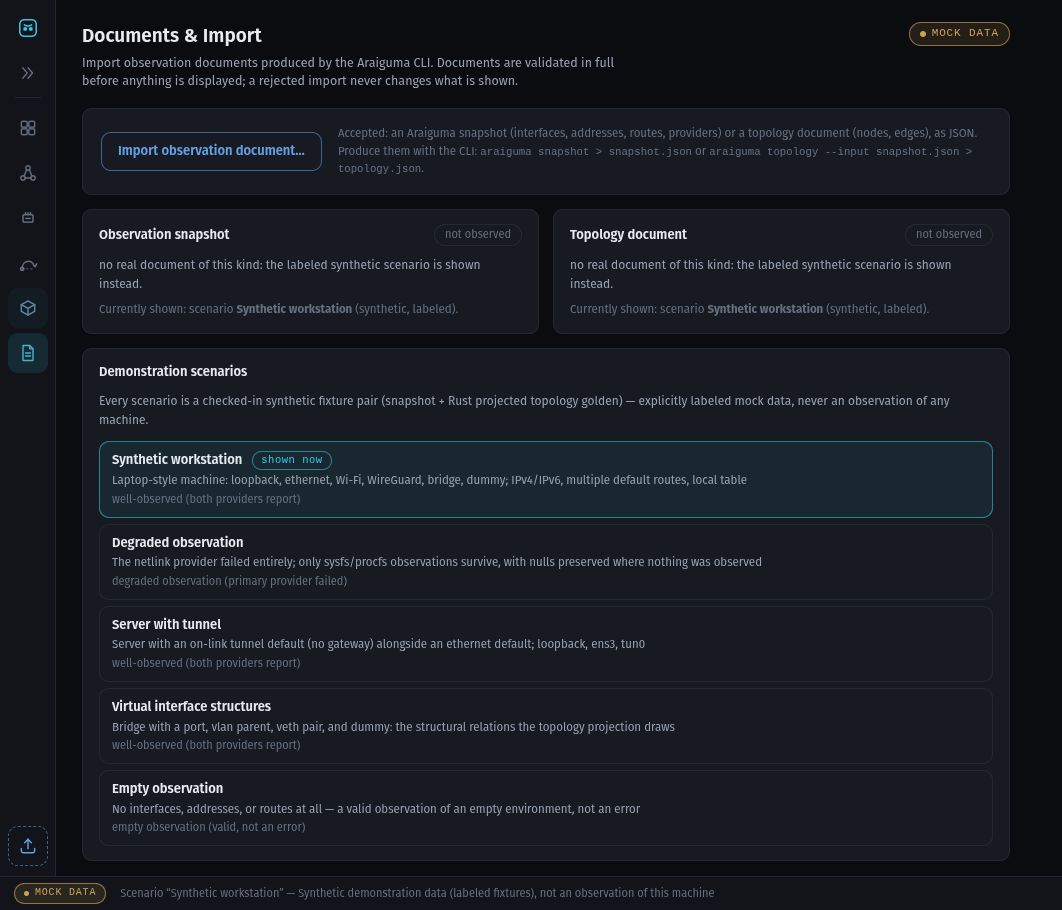 Documents & Import
MOCK DATA
Import observation documents produced by the Araiguma CLI. Documents are validated in full
before anything is displayed; a rejected import never changes what is shown.
Import observation document...
Accepted: an Araiguma snapshot (interfaces, addresses, routes, providers) or a topology document (nodes, edges), as JSON.
Produce them with the CLI: araiguma snapshot > snapshot.json or araiguma topology --input snapshot.json >
topology.json.
Observation snapshot
not observed
no real document of this kind: the labeled synthetic scenario is shown
instead.
Currently shown: scenario Synthetic workstation (synthetic, labeled).
Topology document
not observed
no real document of this kind: the labeled synthetic scenario is shown
instead.
Currently shown: scenario Synthetic workstation (synthetic, labeled).
Demonstration scenarios
Every scenario is a checked-in synthetic fixture pair (snapshot + Rust projected topology golden) — explicitly labeled mock data, never an observation of any
machine.
Synthetic workstation shown now
Laptop-style machine: loopback, ethernet, Wi-Fi, WireGuard, bridge, dummy; IPv4/IPv6, multiple default routes, local table
well-observed (both providers report)
Degraded observation
The netlink provider failed entirely; only sysfs/procfs observations survive, with nulls preserved where nothing was observed
degraded observation (primary provider failed)
Server with tunnel
Server with an on-link tunnel default (no gateway) alongside an ethernet default; loopback, ens3, tun0
well-observed (both providers report)
Virtual interface structures
Bridge with a port, vlan parent, veth pair, and dummy: the structural relations the topology projection draws
well-observed (both providers report)
Empty observation
No interfaces, addresses, or routes at all — a valid observation of an empty environment, not an error
empty observation (valid, not an error)
MOCK DATA
Scenario “Synthetic workstation” — Synthetic demonstration data (labeled fixtures), not an observation of this machine